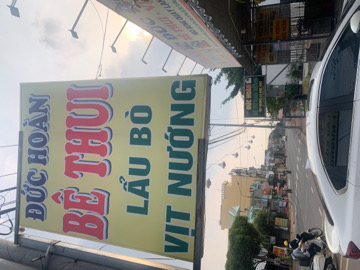 ĐỨC HOÀN
BÊ THUI
LẨU BÒ
VỊT NƯỚNG